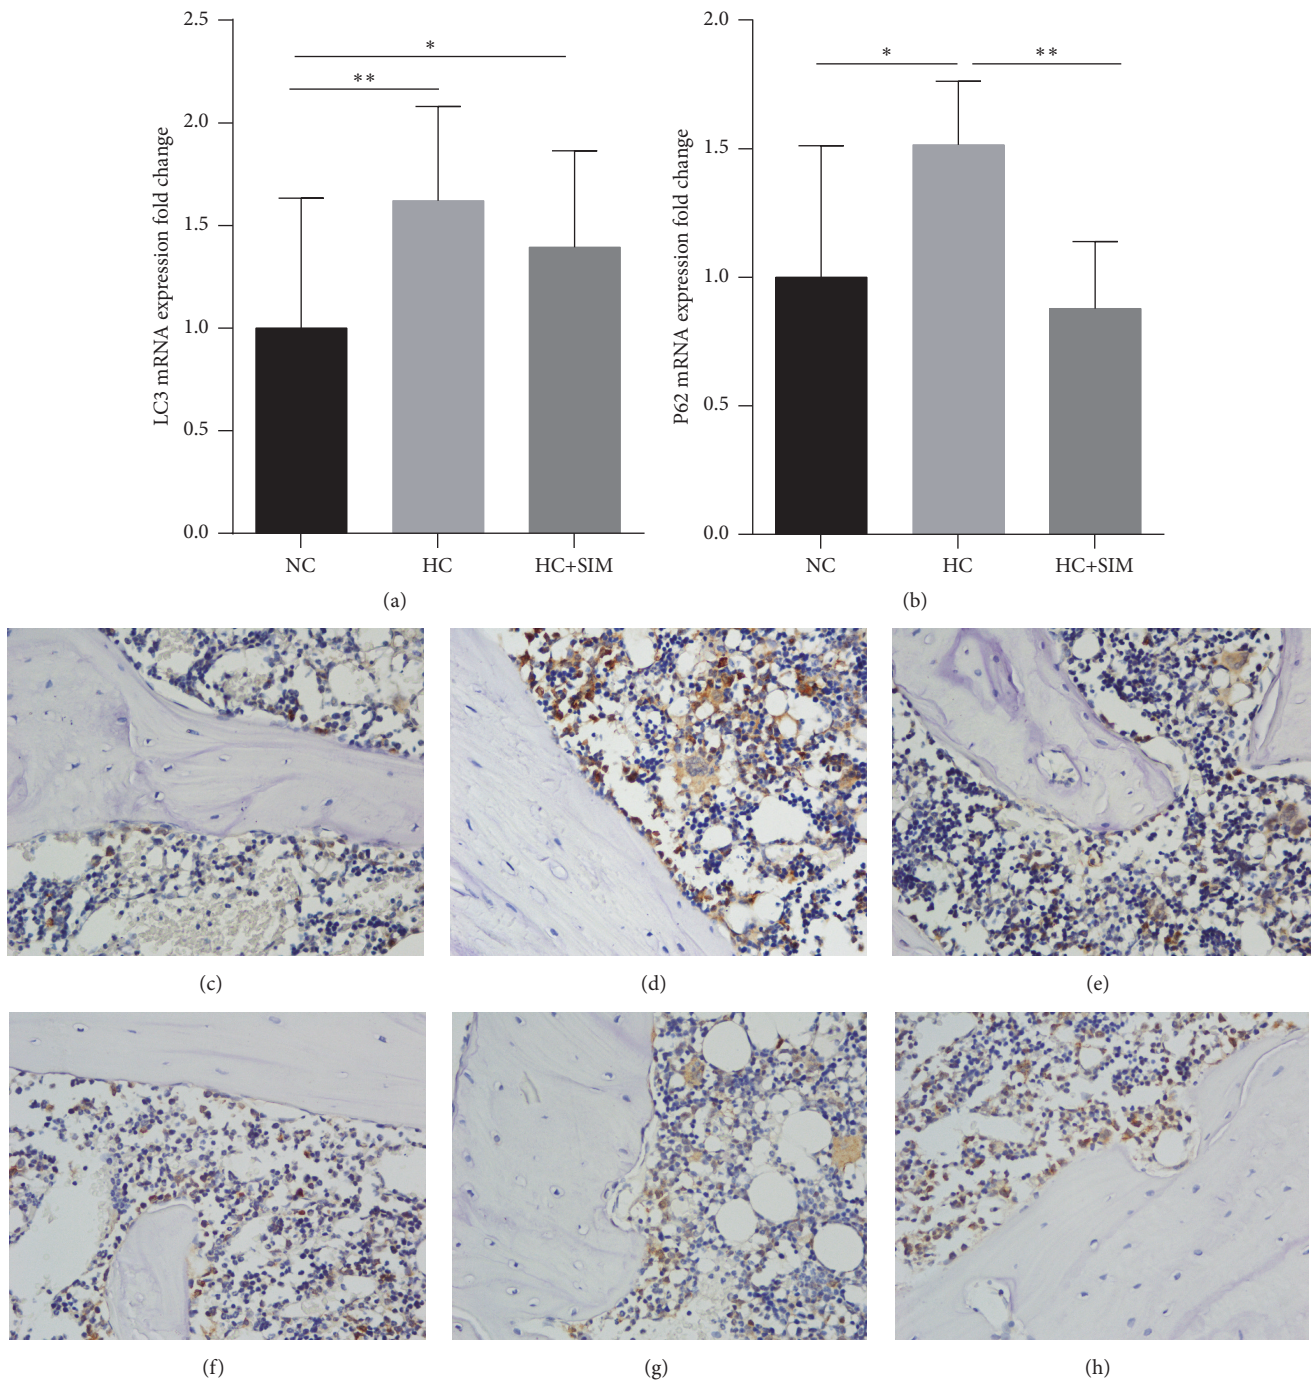 LC3 mRNA expression fold change
2.5
2.0
1.5
1.0
0.5
0.0
*
**
NC
HC
HC+SIM
(a)
P62 mRNA expression fold change
2.0
1.5
1.0
0.5
0.0
*
**
NC
HC
HC+SIM
(b)
(c)
(d)
(e)
(f)
(g)
(h)